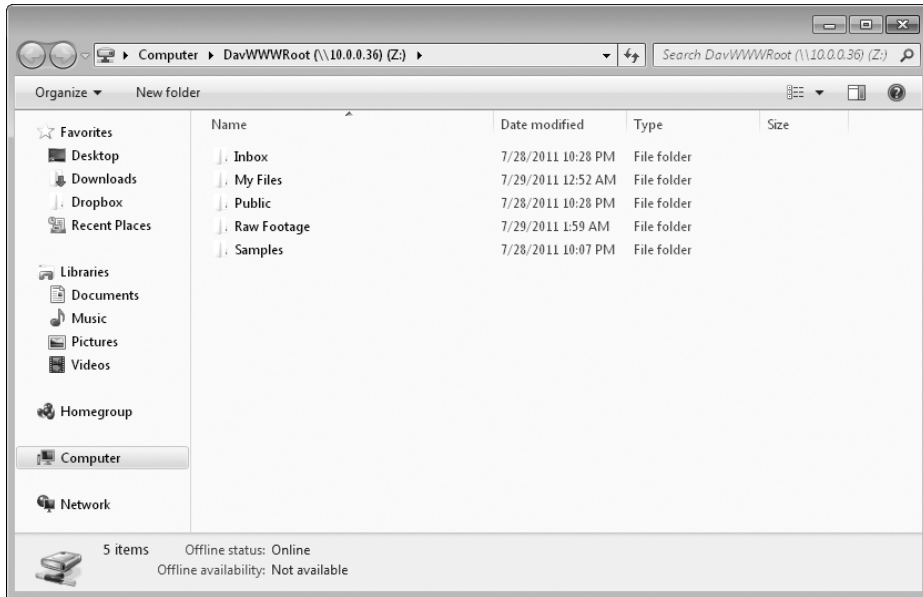 Computer DavWWWRoot (\\10.0.0.36) (Z:) Search DavWWWRoot (\\10.0.0.36) (Z:)
Organize New folder
Name Date modified Type Size
Favorites
Desktop
Downloads
Dropbox
Recent Places
Libraries
Documents
Music
Pictures
Videos
Homegroup
Computer
Network
Inbox 7/28/2011 10:28 PM File folder
My Files 7/29/2011 12:52 AM File folder
Public 7/28/2011 10:28 PM File folder
Raw Footage 7/29/2011 1:59 AM File folder
Samples 7/28/2011 10:07 PM File folder
5 items Offline status: Online
Offline availability: Not available